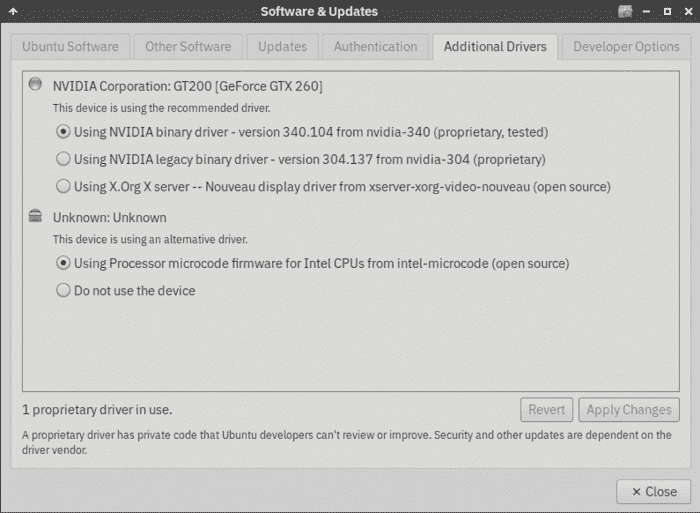 Software & Updates
Ubuntu Software
Other Software
Updates
Authentication
Additional Drivers
Developer Options
NVIDIA Corporation: GT200 [GeForce GTX 260]
This device is using the recommended driver.
Using NVIDIA binary driver - version 340.104 from nvidia-340 (proprietary, tested)
Using NVIDIA legacy binary driver - version 304.137 from nvidia-304 (proprietary)
Using X.Org X server -- Nouveau display driver from xserver-xorg-video-nouveau (open source)
Unknown: Unknown
This device is using an alternative driver.
Using Processor microcode firmware for Intel CPUs from intel-microcode (open source)
Do not use the device
1 proprietary driver in use.
Revert
Apply Changes
A proprietary driver has private code that Ubuntu developers can't review or improve. Security and other updates are dependent on the
driver vendor.
Close